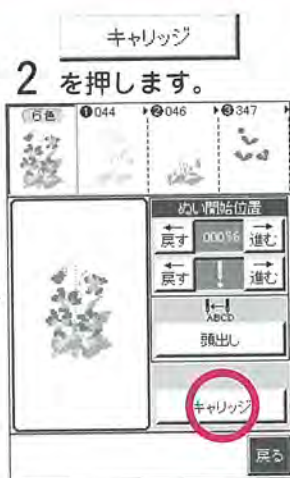 キャリッジ
2 を押します。
6色 ❶044 ❷046 ❸347
ぬい開始位置
戻す 00056 進む
戻す 進む
ABCD
頭出し
キャリッジ
戻る